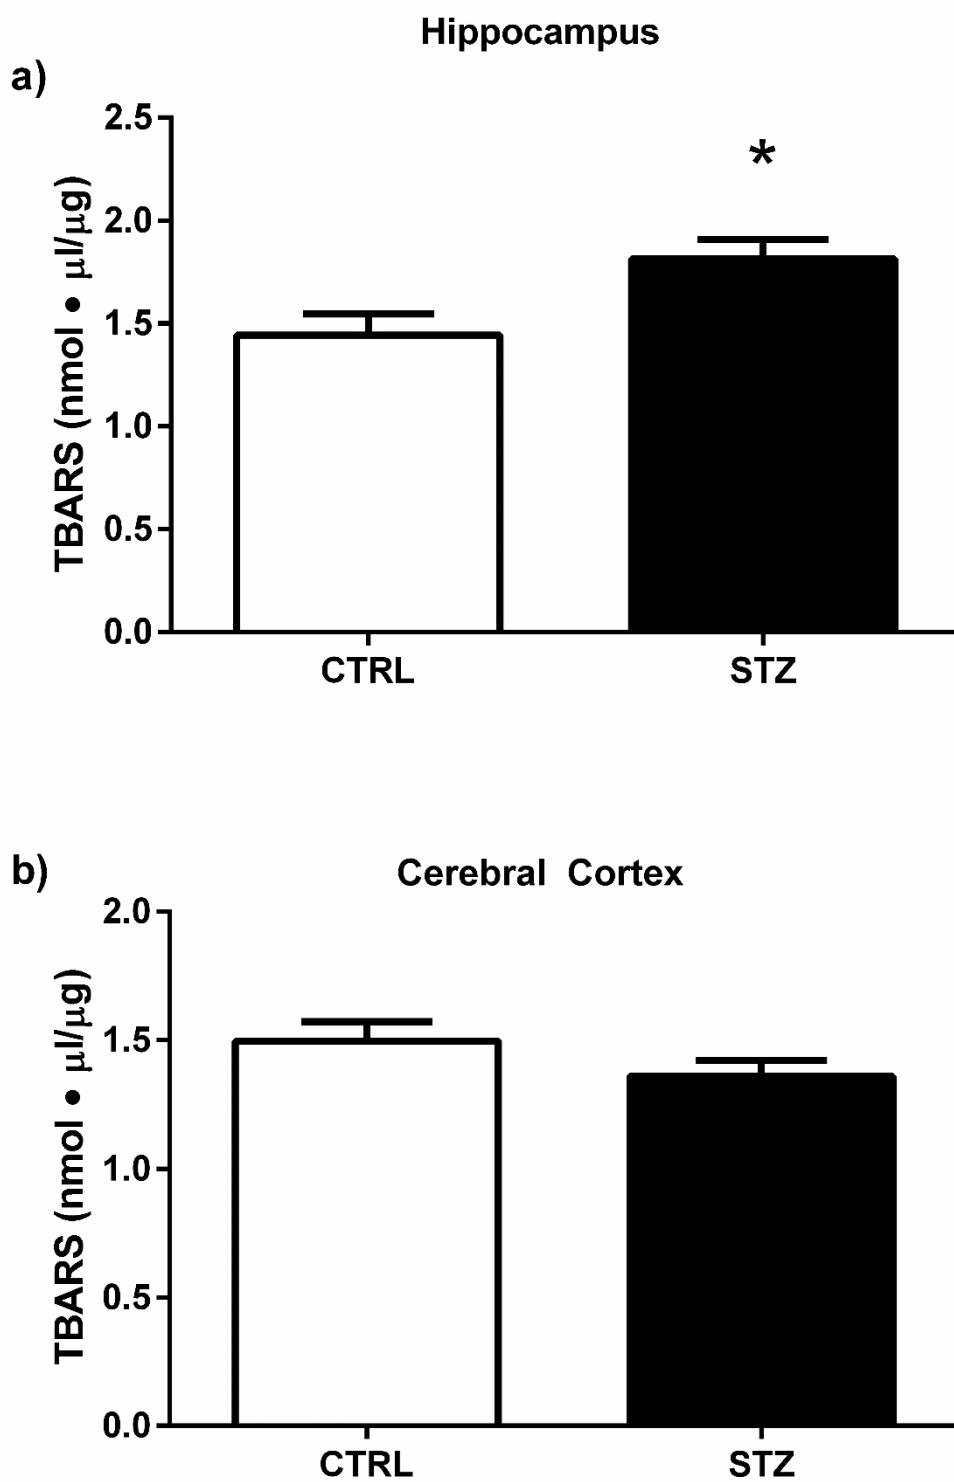 Hippocampus
a)
2.5
*
2.0
1.5
1.0
0.5
0.0
TBARS (nmol ● μl/μg)
CTRL STZ
b)
Cerebral Cortex
2.0
1.5
1.0
0.5
0.0
TBARS (nmol ● μl/μg)
CTRL STZ